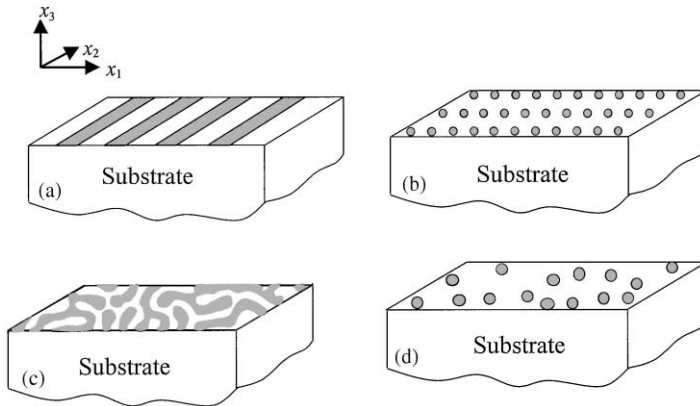 x3
x2
x1
Substrate
(a)
Substrate
(b)
Substrate
(c)
Substrate
(d)